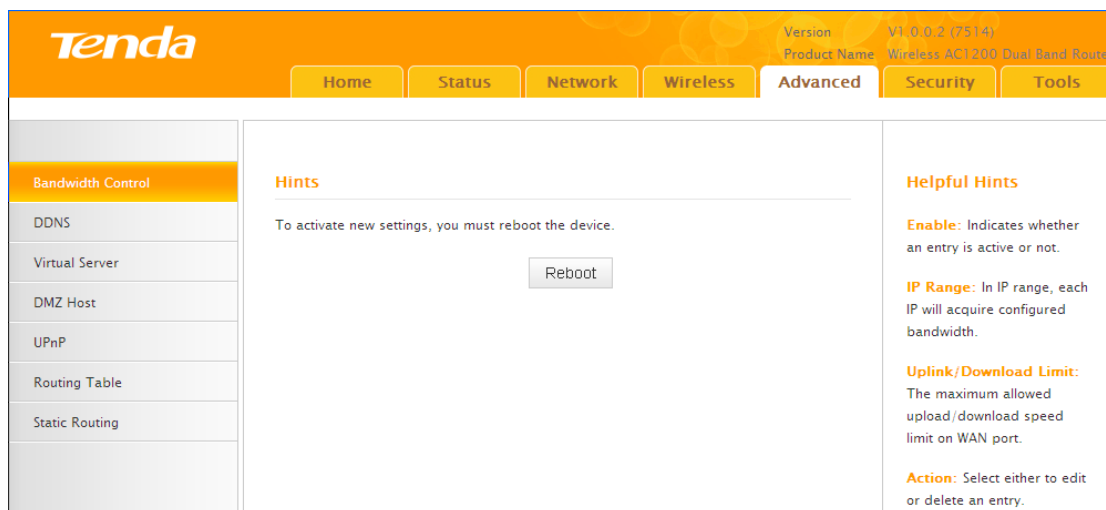 Tenda
Version V1.0.0.2 (7514)
Product Name Wireless AC1200 Dual Band Route
Home Status Network Wireless Advanced Security Tools
Bandwidth Control
DDNS
Virtual Server
DMZ Host
UPnP
Routing Table
Static Routing
Hints
To activate new settings, you must reboot the device.
Reboot
Helpful Hints
Enable: Indicates whether
an entry is active or not.
IP Range: In IP range, each
IP will acquire configured
bandwidth.
Uplink/Download Limit:
The maximum allowed
upload/download speed
limit on WAN port.
Action: Select either to edit
or delete an entry.